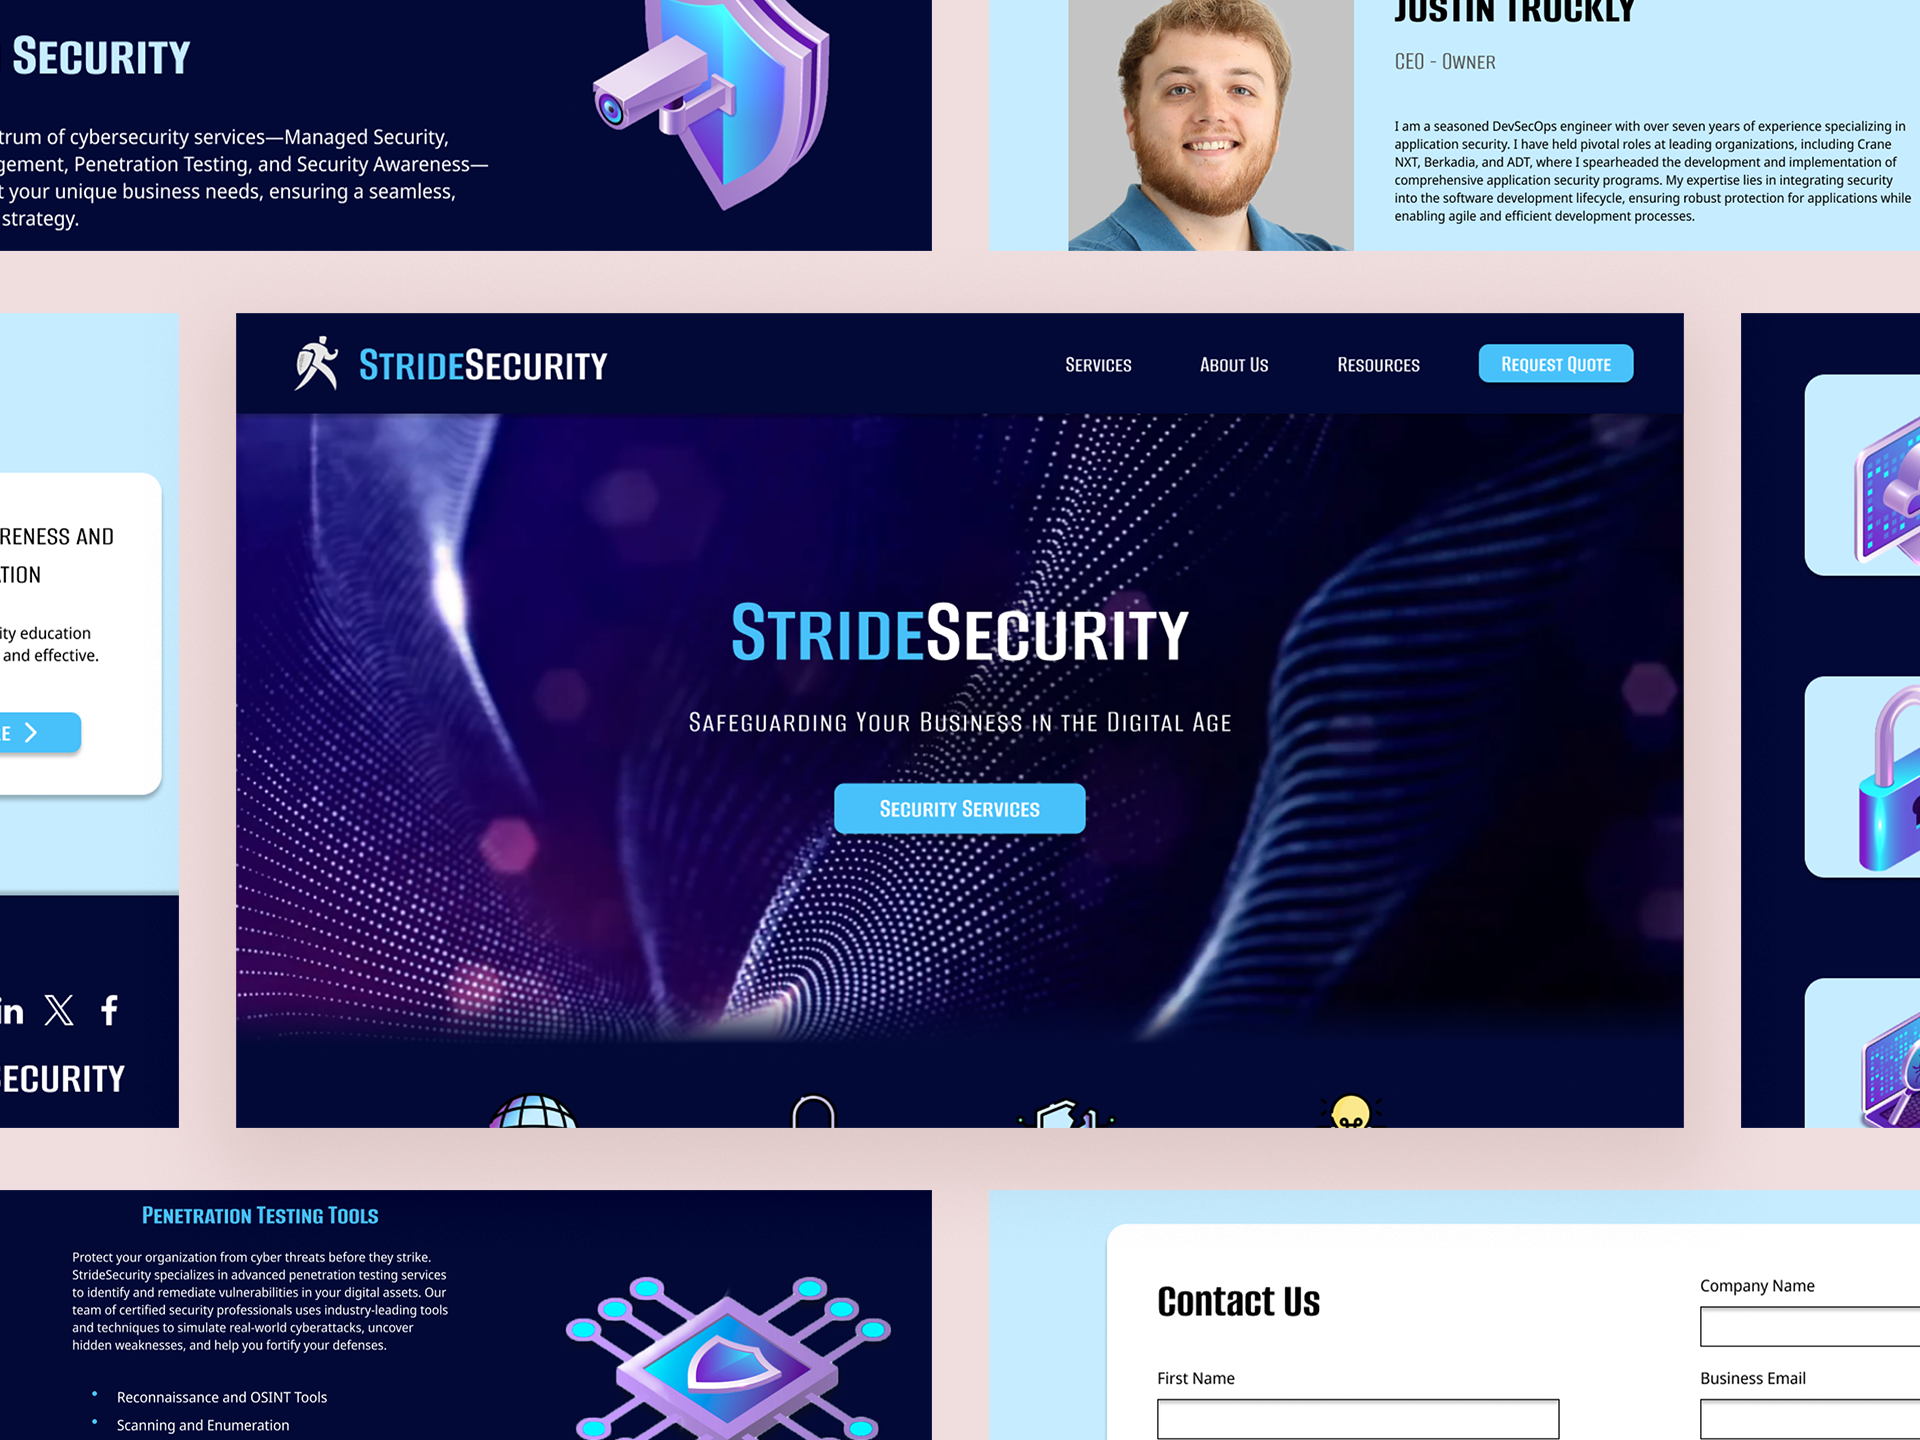 SECURITY
trum of cybersecurity services—Managed Security,
gement, Penetration Testing, and Security Awareness—
t your unique business needs, ensuring a seamless,
strategy.
JUSTIN TRUCKLY
CEO - OWNER
I am a seasoned DevSecOps engineer with over seven years of experience specializing in
application security. I have held pivotal roles at leading organizations, including Crane
NXT, Berkadia, and ADT, where I spearheaded the development and implementation of
comprehensive application security programs. My expertise lies in integrating security
into the software development lifecycle, ensuring robust protection for applications while
enabling agile and efficient development processes.
RENESS AND
TION
ity education
and effective.
E
in X f
SECURITY
STRIDESECURITY
SERVICES
ABOUT US
RESOURCES
REQUEST QUOTE
STRIDESECURITY
SAFEGUARDING YOUR BUSINESS IN THE DIGITAL AGE
SECURITY SERVICES
PENETRATION TESTING TOOLS
Protect your organization from cyber threats before they strike.
StrideSecurity specializes in advanced penetration testing services
to identify and remediate vulnerabilities in your digital assets. Our
team of certified security professionals uses industry-leading tools
and techniques to simulate real-world cyberattacks, uncover
hidden weaknesses, and help you fortify your defenses.
• Reconnaissance and OSINT Tools
• Scanning and Enumeration
Contact Us
First Name
Company Name
Business Email